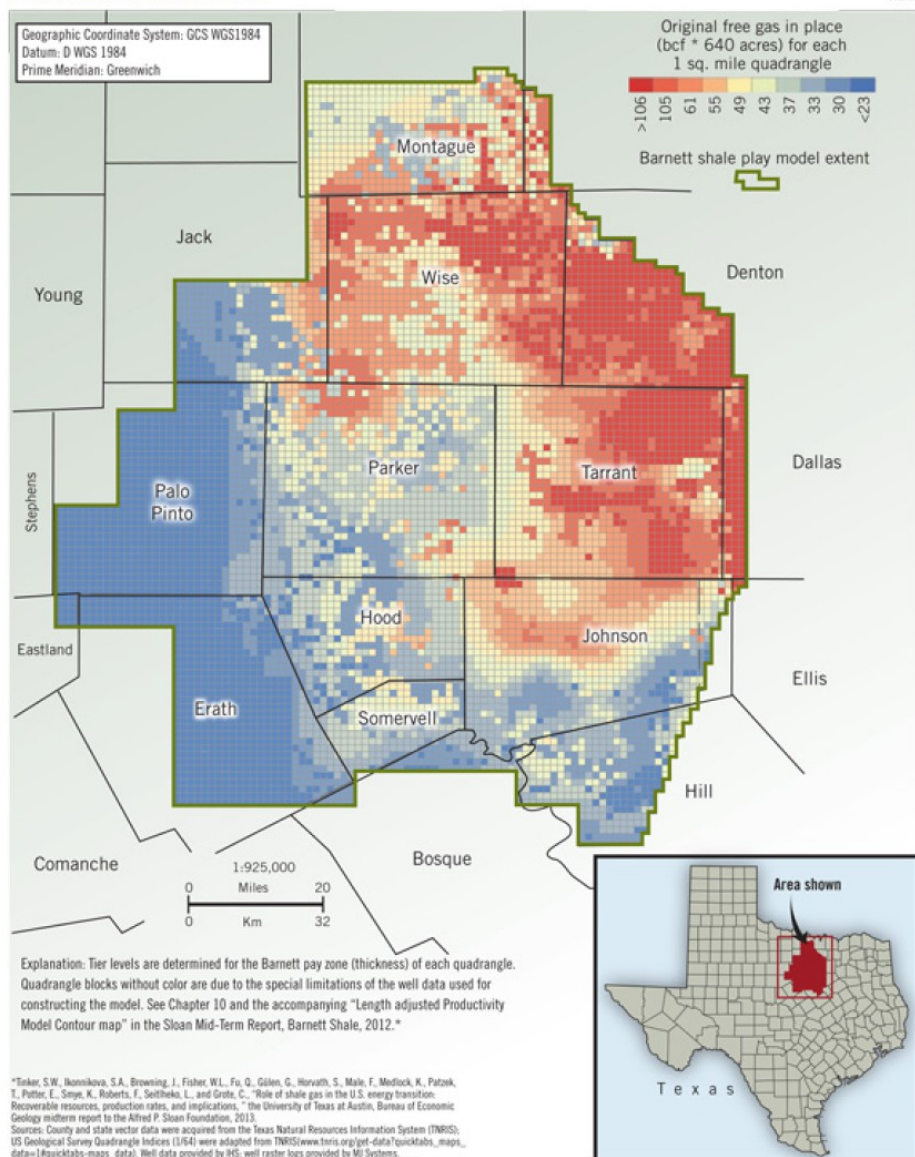 Geographic Coordinate System: GCS WGS1984
Datum: D WGS 1984
Prime Meridian: Greenwich
Original free gas in place
(bcf * 640 acres) for each
1 sq. mile quadrangle
>106
105
61
55
49
43
37
33
30
<23
Barnett shale play model extent
Montague
Jack
Wise
Denton
Young
Stephens
Palo
Pinto
Parker
Tarrant
Dallas
Hood
Johnson
Eastland
Erath
Somervell
Ellis
Hill
Comanche
Bosque
1:925,000
0 Miles 20
0 Km 32
Area shown
Texas
Explanation: Tier levels are determined for the Barnett pay zone (thickness) of each quadrangle.
Quadrangle blocks without color are due to the special limitations of the well data used for
constructing the model. See Chapter 10 and the accompanying “Length adjusted Productivity
Model Contour map” in the Sloan Mid-Term Report, Barnett Shale, 2012.*
*Tinker, S.W., Ikonnikova, S.A., Browning, J., Fisher, W.L., Fu, Q., Gülen, G., Horvath, S., Male, F., Medlock, K., Patzek,
T., Potter, E., Smye, K., Roberts, F., Seitlheko, L., and Grote, C., “Role of shale gas in the U.S. energy transition:
Recoverable resources, production rates, and implications, ” the University of Texas at Austin, Bureau of Economic
Geology midterm report to the Alfred P. Sloan Foundation, 2013.
Sources: County and state vector data were acquired from the Texas Natural Resources Information System (TNRIS);
US Geological Survey Quadrangle Indices (1/64) were adapted from TNRIS(www.tnris.org/get-data?quicktabs_maps_
data=1#quicktabs-maps_data). Well data provided by IHS; well raster logs provided by MJ Systems.